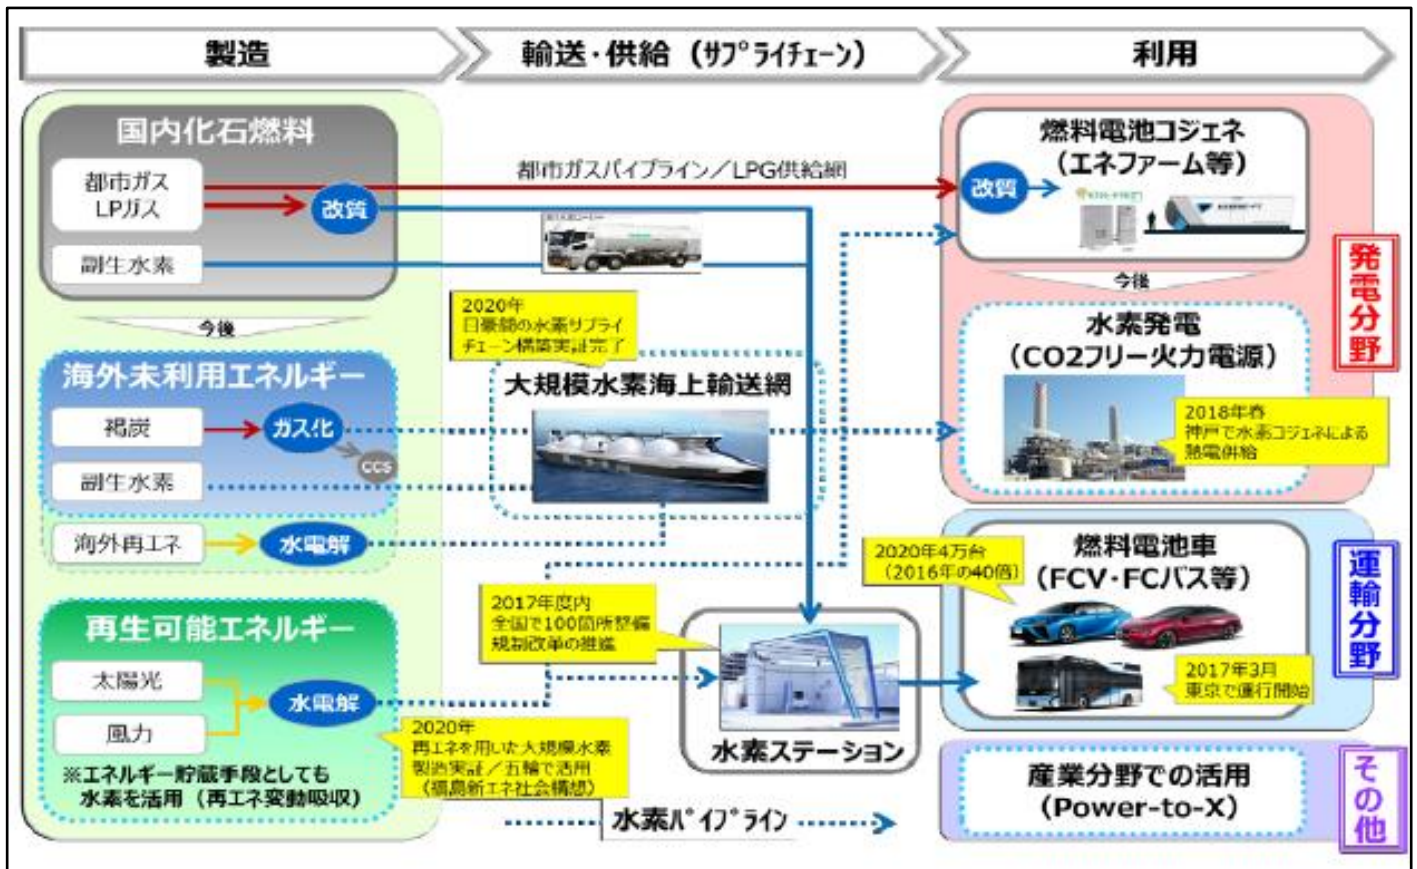 製造
輸送・供給（ｻﾌﾟﾗｲﾁｪｰﾝ）
利用
国内化石燃料
都市ガス
LPガス
改質
副生水素
今後
海外未利用エネルギー
褐炭
ガス化
CCS
副生水素
海外再エネ
水電解
再生可能エネルギー
太陽光
風力
水電解
※エネルギー貯蔵手段としても
水素を活用（再エネ変動吸収）
都市ガスパイプライン／LPG供給網
2020年
日豪間の水素サプライ
チェーン構築実証完了
大規模水素海上輸送網
2017年度内
全国で100箇所整備
規制改革の推進
水素ステーション
2020年
再エネを用いた大規模水素
製造実証／五輪で活用
（福島新エネ社会構想）
水素ﾊﾟｲﾌﾟﾗｲﾝ
燃料電池コジェネ
（エネファーム等）
改質
今後
水素発電
（CO2フリー火力電源）
2018年春
神戸で水素コジェネによる
熱電併給
発電分野
燃料電池車
（FCV・FCバス等）
2020年4万台
（2016年の40倍）
2017年3月
東京で運行開始
運輸分野
産業分野での活用
（Power-to-X）
その他